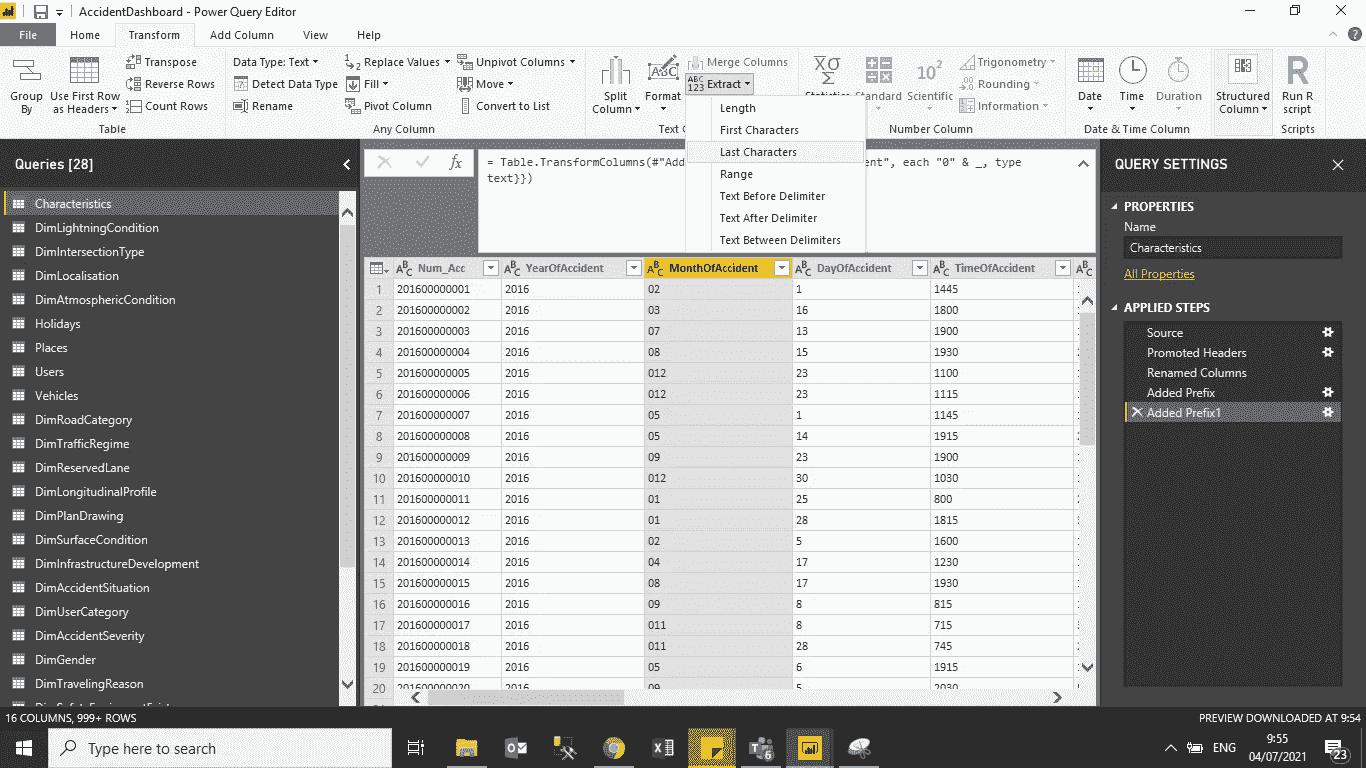 AccidentDashboard - Power Query Editor
File Home Transform Add Column View Help
Group By
Use First Row as Headers
Transpose
Reverse Rows
Count Rows
Table
Data Type: Text
Detect Data Type
Rename
Replace Values
Fill
Pivot Column
Unpivot Columns
Move
Convert to List
Any Column
Split Column
Format
Merge Columns
ABC 123 Extract
Text C
Standard
Scientific
10²
Trigonometry
Rounding
Information
Number Column
Date
Time
Duration
Date & Time Column
Structured Column
Run R script
Scripts
Length
First Characters
Last Characters
Range
Text Before Delimiter
Text After Delimiter
Text Between Delimiters
Queries [28]
Characteristics
DimLightningCondition
DimIntersectionType
DimLocalisation
DimAtmosphericCondition
Holidays
Places
Users
Vehicles
DimRoadCategory
DimTrafficRegime
DimReservedLane
DimLongitudinalProfile
DimPlanDrawing
DimSurfaceCondition
DimInfrastructureDevelopment
DimAccidentSituation
DimUserCategory
DimAccidentSeverity
DimGender
DimTravelingReason
fx
= Table.TransformColumns(#"Add ent", each "0" & _, type
text}})
Num_Acc YearOfAccident MonthOfAccident DayOfAccident TimeOfAccident
1 201600000001 2016 02 1 1445
2 201600000002 2016 03 16 1800
3 201600000003 2016 07 13 1900
4 201600000004 2016 08 15 1930
5 201600000005 2016 012 23 1100
6 201600000006 2016 012 23 1115
7 201600000007 2016 05 1 1145
8 201600000008 2016 05 14 1915
9 201600000009 2016 09 23 1900
10 201600000010 2016 012 30 1030
11 201600000011 2016 01 25 800
12 201600000012 2016 01 28 1815
13 201600000013 2016 02 5 1600
14 201600000014 2016 04 17 1230
15 201600000015 2016 08 17 1930
16 201600000016 2016 09 8 815
17 201600000017 2016 011 8 715
18 201600000018 2016 011 28 745
19 201600000019 2016 05 6 1915
20 201600000020 2016 09 5 2030
QUERY SETTINGS
PROPERTIES
Name
Characteristics
All Properties
APPLIED STEPS
Source
Promoted Headers
Renamed Columns
Added Prefix
Added Prefix1
16 COLUMNS, 999+ ROWS
PREVIEW DOWNLOADED AT 9:54
Type here to search
6
ENG
9:55
04/07/2021
23